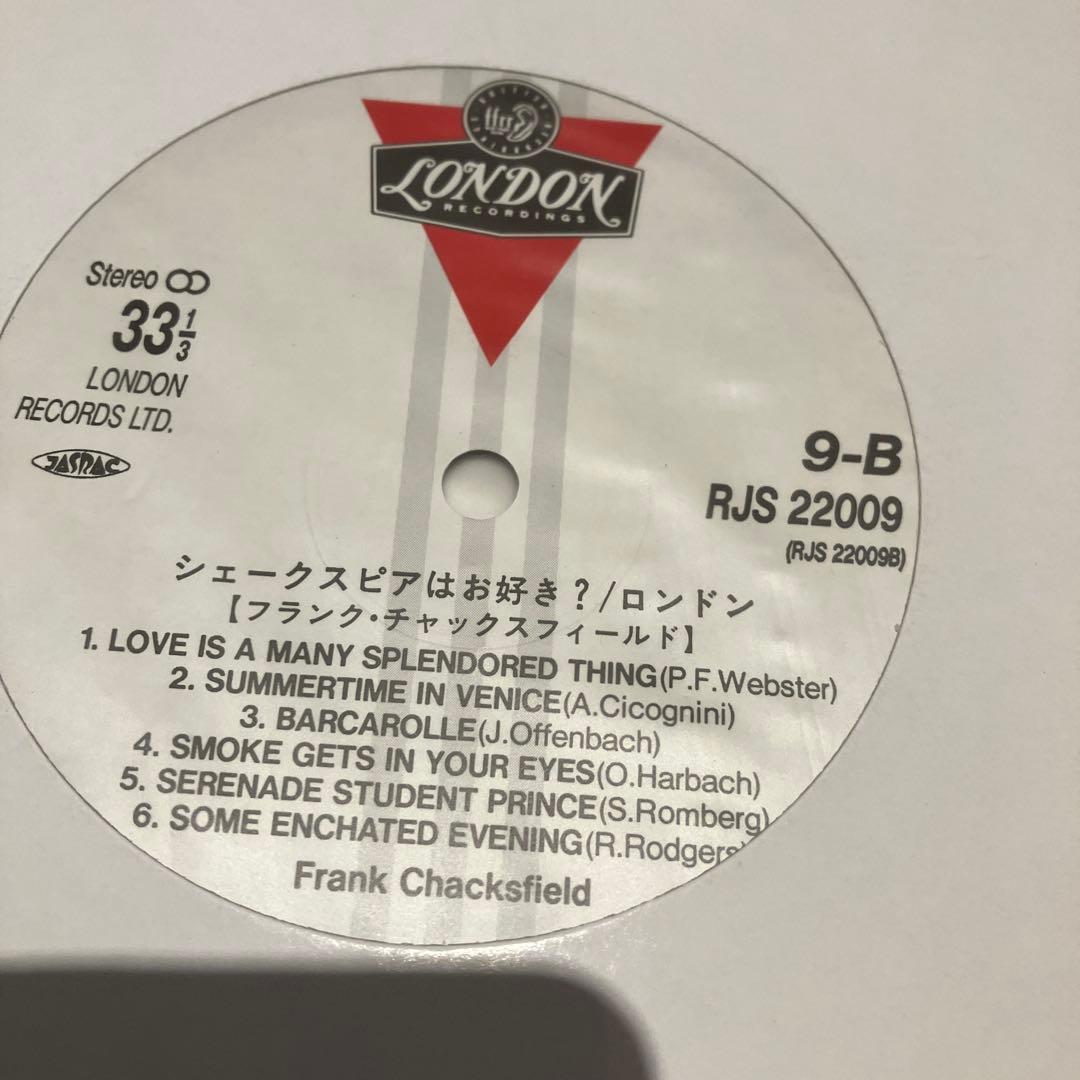 ffrr
LONDON
RECORDINGS
Stereo
33 1/3
LONDON
RECORDS LTD.
JASRAC
9-B
RJS 22009
(RJS 22009B)
シェークスピアはお好き?/ロンドン
【フランク・チャックスフィールド】
1. LOVE IS A MANY SPLENDORED THING(P.F.Webster)
2. SUMMERTIME IN VENICE(A.Cicognini)
3. BARCAROLLE(J.Offenbach)
4. SMOKE GETS IN YOUR EYES(O.Harbach)
5. SERENADE STUDENT PRINCE(S.Romberg)
6. SOME ENCHATED EVENING(R.Rodgers)
Frank Chacksfield